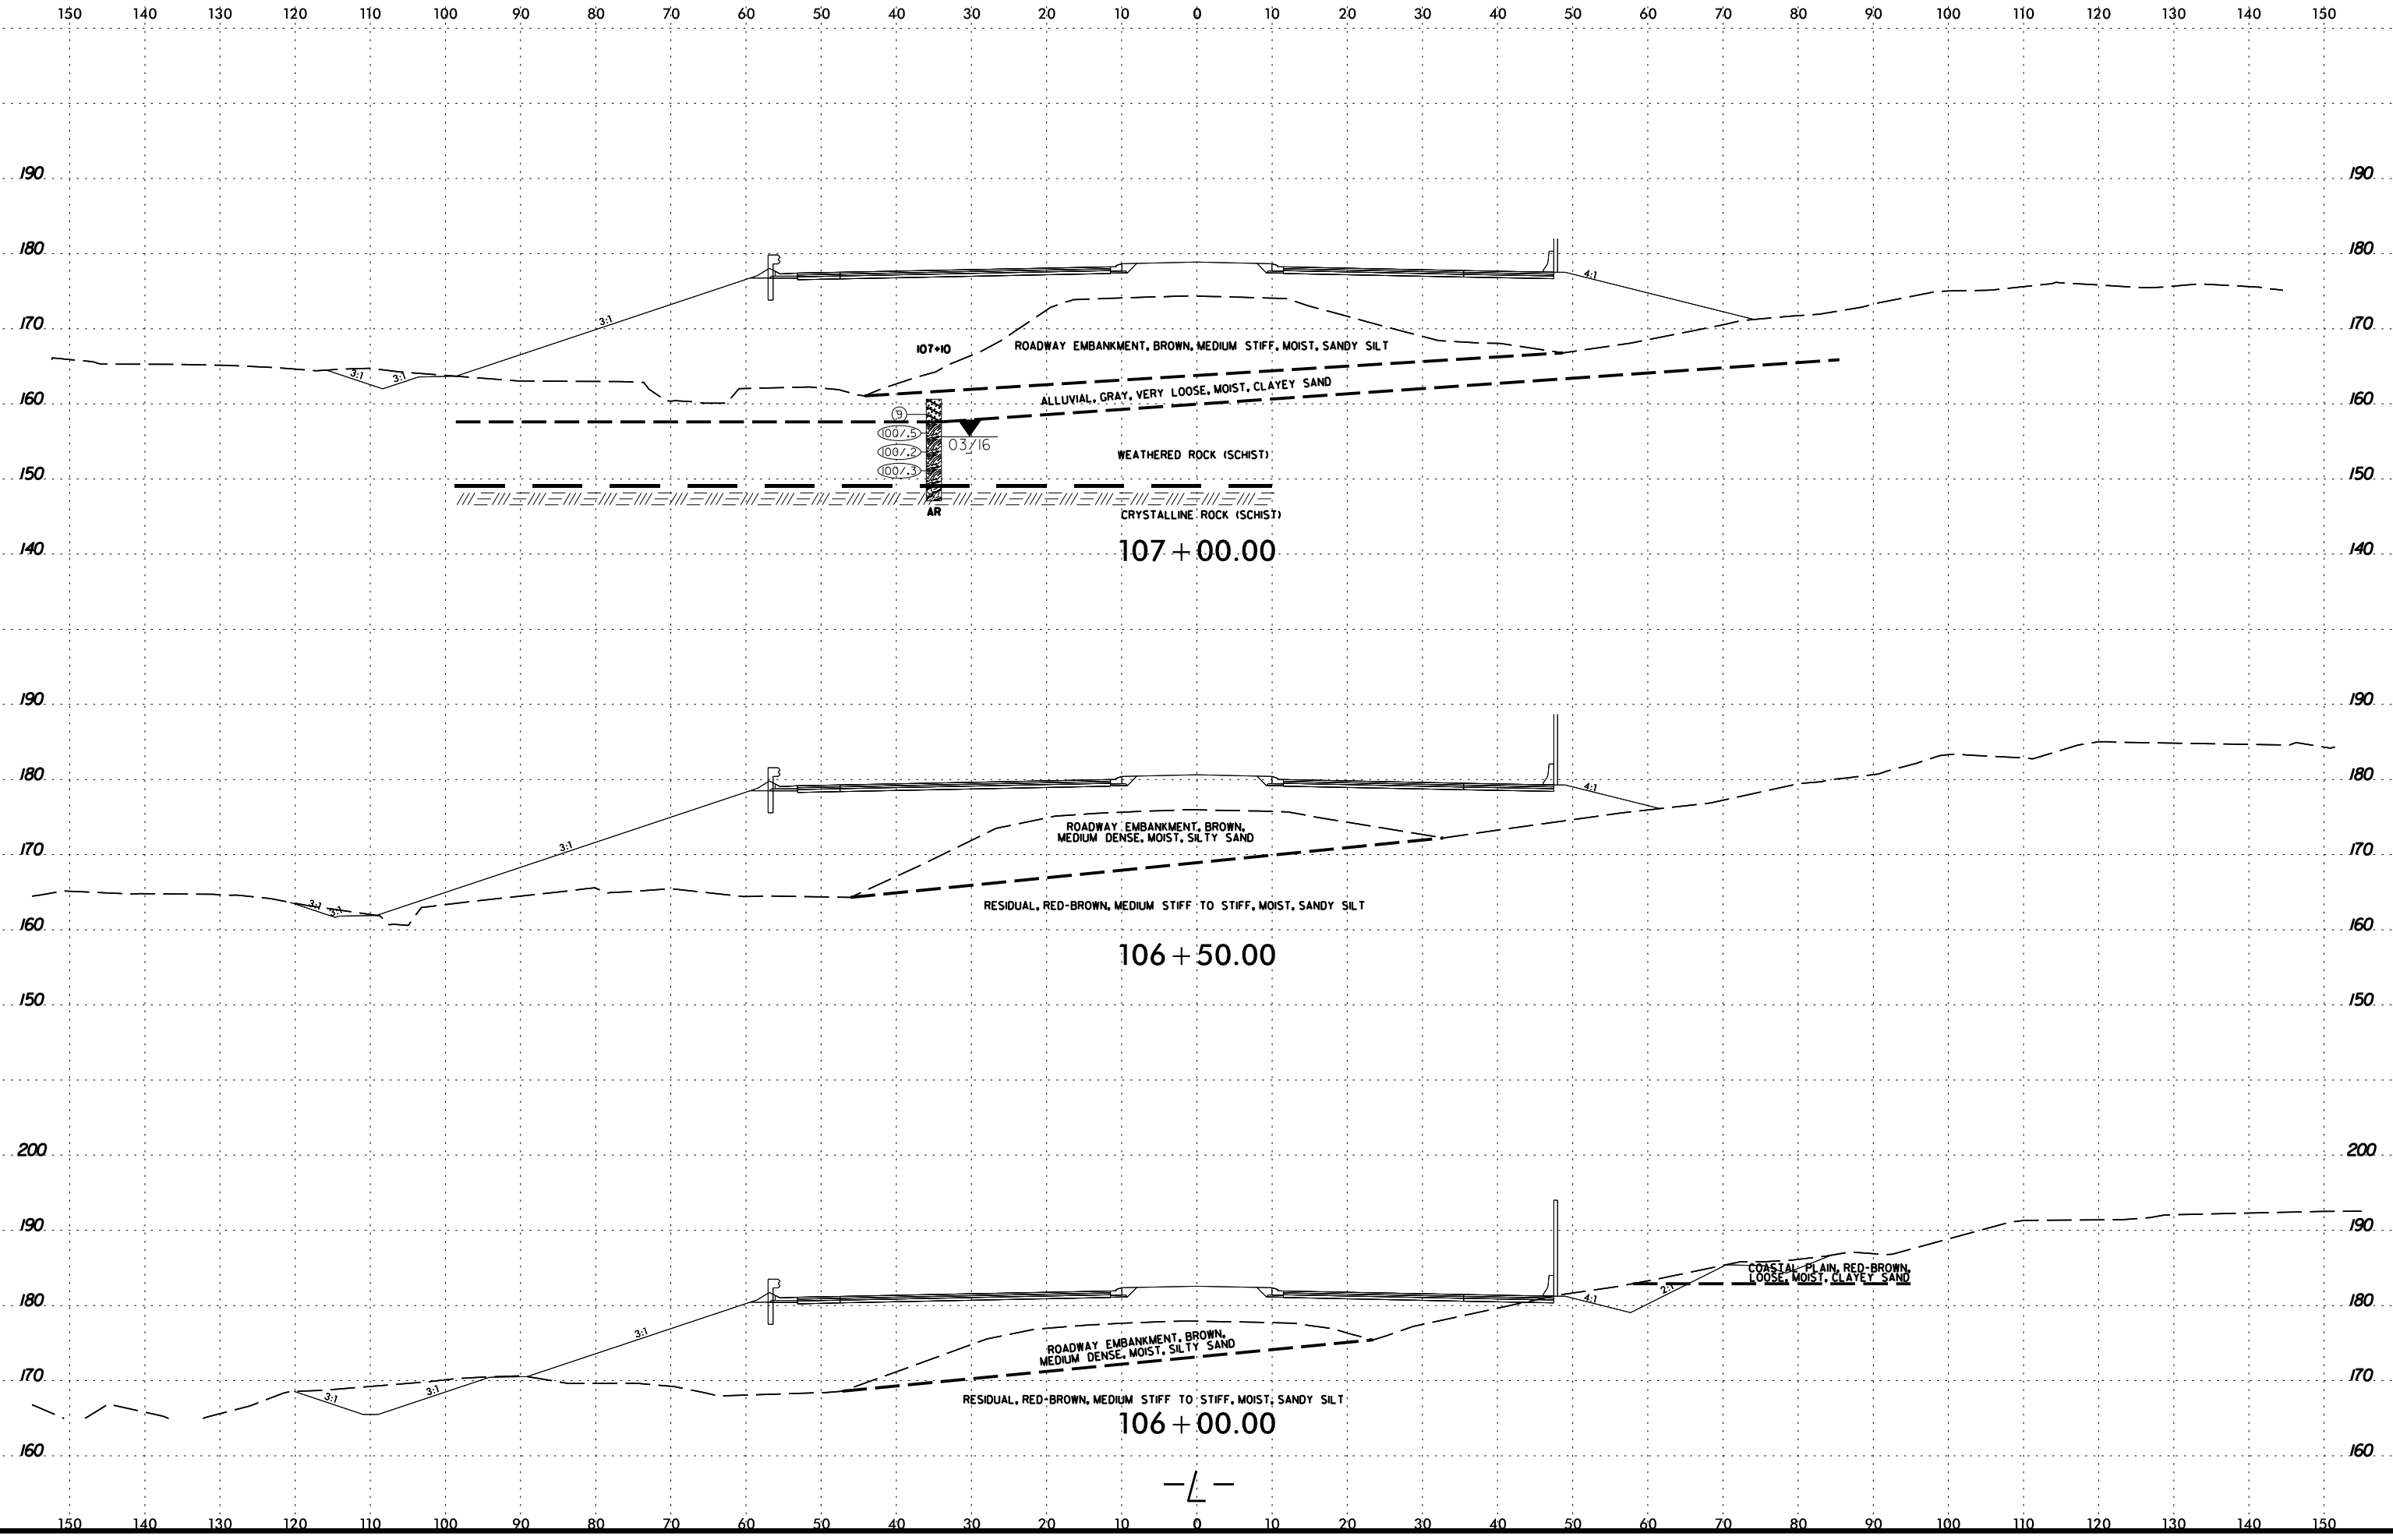 150 140 130 120 110 100 90 80 70 60 50 40 30 20 10 0 10 20 30 40 50 60 70 80 90 100 110 120 130 140 150
190 190
180 180
4:1
3:1
170 170
107+10
ROADWAY EMBANKMENT, BROWN, MEDIUM STIFF, MOIST, SANDY SILT
3:1 3:1
ALLUVIAL, GRAY, VERY LOOSE, MOIST, CLAYEY SAND
160 160
9
100/.5
03/16
100/.2
WEATHERED ROCK (SCHIST)
100/.3
150 150
AR
CRYSTALLINE ROCK (SCHIST)
107+00.00
140 140
190 190
180 180
4:1
ROADWAY EMBANKMENT, BROWN,
MEDIUM DENSE, MOIST, SILTY SAND
3:1
170 170
3:1 3:1
RESIDUAL, RED-BROWN, MEDIUM STIFF TO STIFF, MOIST, SANDY SILT
160 160
106+50.00
150 150
200 200
190 190
COASTAL PLAIN, RED-BROWN,
LOOSE, MOIST, CLAYEY SAND
2:1
4:1
180 180
3:1
ROADWAY EMBANKMENT, BROWN,
MEDIUM DENSE, MOIST, SILTY SAND
170 170
3:1 3:1
RESIDUAL, RED-BROWN, MEDIUM STIFF TO STIFF, MOIST, SANDY SILT
106+00.00
160 160
-L-
150 140 130 120 110 100 90 80 70 60 50 40 30 20 10 0 10 20 30 40 50 60 70 80 90 100 110 120 130 140 150